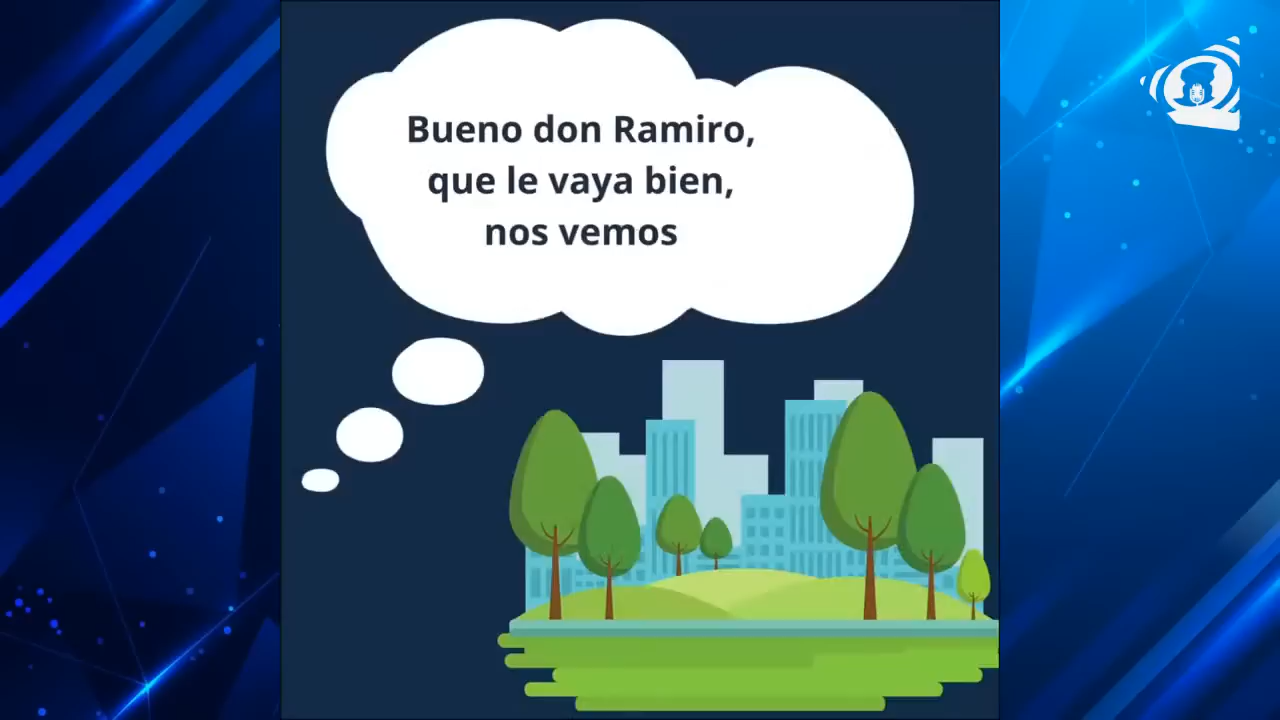 Bueno don Ramiro,
que le vaya bien,
nos vemos